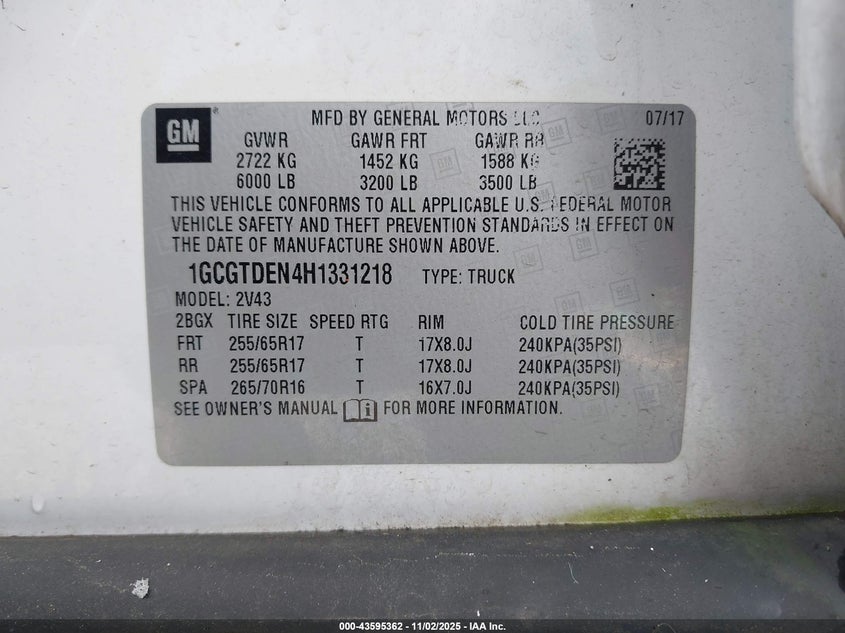 GM
MFD BY GENERAL MOTORS LLC 07/17
GVWR GAWR FRT GAWR RR
2722 KG 1452 KG 1588 KG
6000 LB 3200 LB 3500 LB
THIS VEHICLE CONFORMS TO ALL APPLICABLE U.S. FEDERAL MOTOR
VEHICLE SAFETY AND THEFT PREVENTION STANDARDS IN EFFECT ON
THE DATE OF MANUFACTURE SHOWN ABOVE.
1GCGTDEN4H1331218 TYPE: TRUCK
MODEL: 2V43
2BGX TIRE SIZE SPEED RTG RIM COLD TIRE PRESSURE
FRT 255/65R17 T 17X8.0J 240KPA(35PSI)
RR 255/65R17 T 17X8.0J 240KPA(35PSI)
SPA 265/70R16 T 16X7.0J 240KPA(35PSI)
SEE OWNER'S MANUAL i FOR MORE INFORMATION.
000-43595362 - 11/02/2025 - IAA Inc.